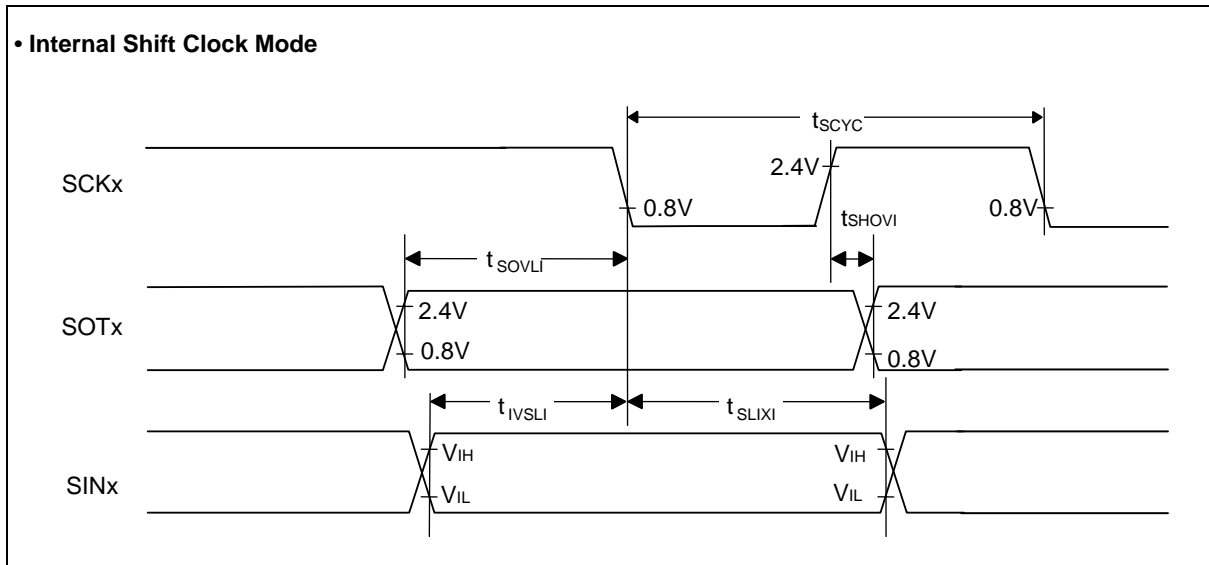 • Internal Shift Clock Mode
tSCYC
SCKx
2.4V
0.8V
0.8V
tSHOVI
tSOVLI
SOTx
2.4V
2.4V
0.8V
0.8V
tIVSLI
tSLIXI
SINx
VIH
VIH
VIL
VIL